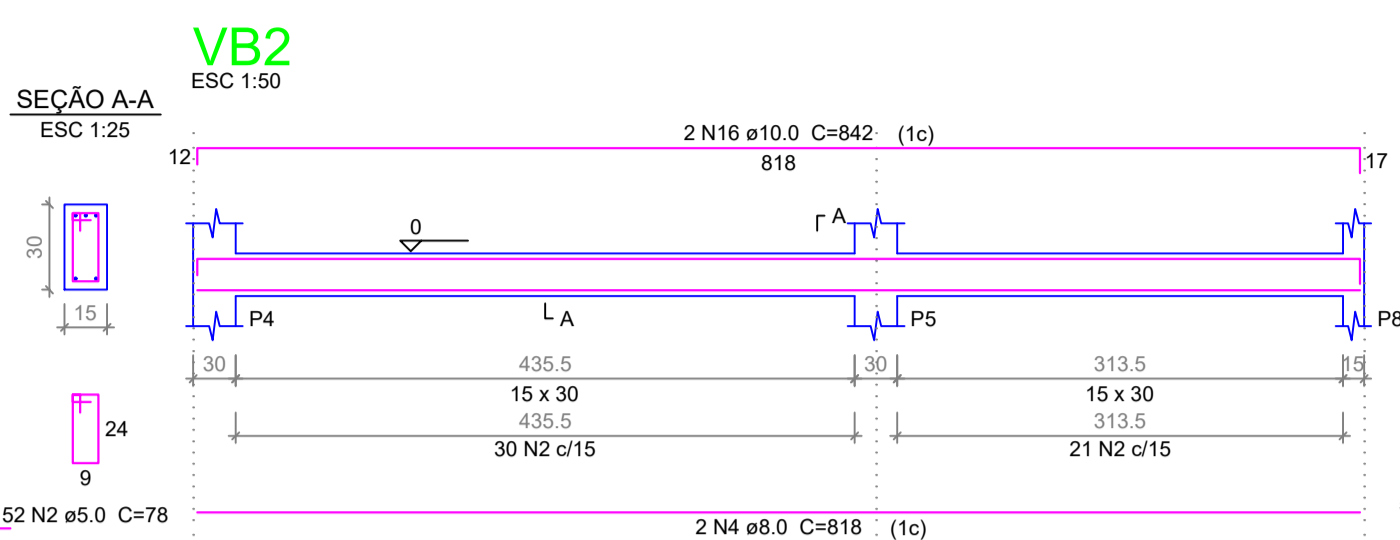 VB2
ESC 1:50
SEÇÃO A-A
ESC 1:25
2 N16 ø10.0 C=842 (1c)
12
818
17
30
15
0
A
A
P4
P5
P8
30
435.5
30
313.5
15
15 x 30
15 x 30
435.5
313.5
30 N2 c/15
21 N2 c/15
24
9
52 N2 ø5.0 C=78
2 N4 ø8.0 C=818 (1c)